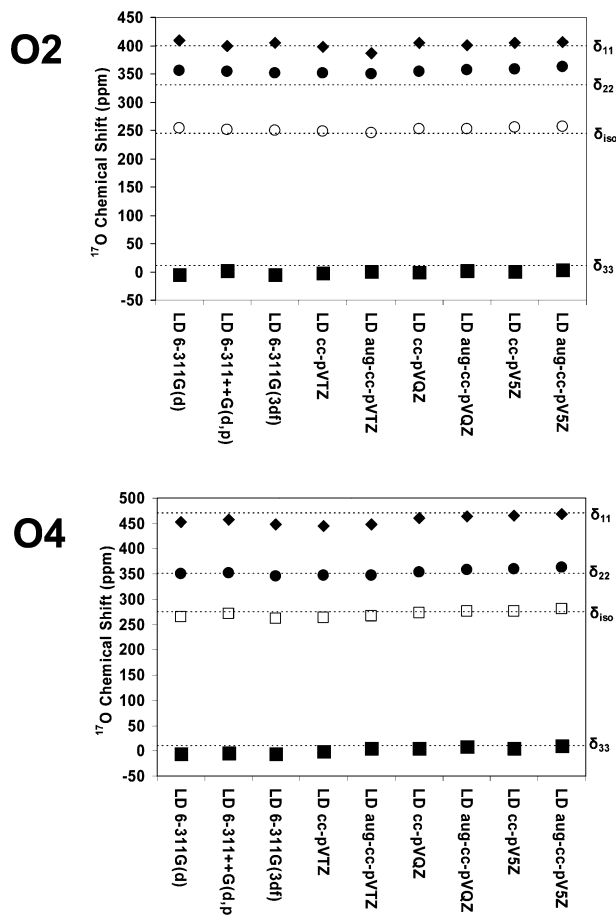 O2
¹⁷O Chemical Shift (ppm)
450
400
350
300
250
200
150
100
50
0
-50
δ11
δ22
δiso
δ33
LD 6-311G(d)
LD 6-311++G(d,p)
LD 6-311G(3df)
LD cc-pVTZ
LD aug-cc-pVTZ
LD cc-pVQZ
LD aug-cc-pVQZ
LD cc-pV5Z
LD aug-cc-pV5Z
O4
¹⁷O Chemical Shift (ppm)
500
450
400
350
300
250
200
150
100
50
0
-50
δ11
δ22
δiso
δ33
LD 6-311G(d)
LD 6-311++G(d,p
LD 6-311G(3df)
LD cc-pVTZ
LD aug-cc-pVTZ
LD cc-pVQZ
LD aug-cc-pVQZ
LD cc-pV5Z
LD aug-cc-pV5Z